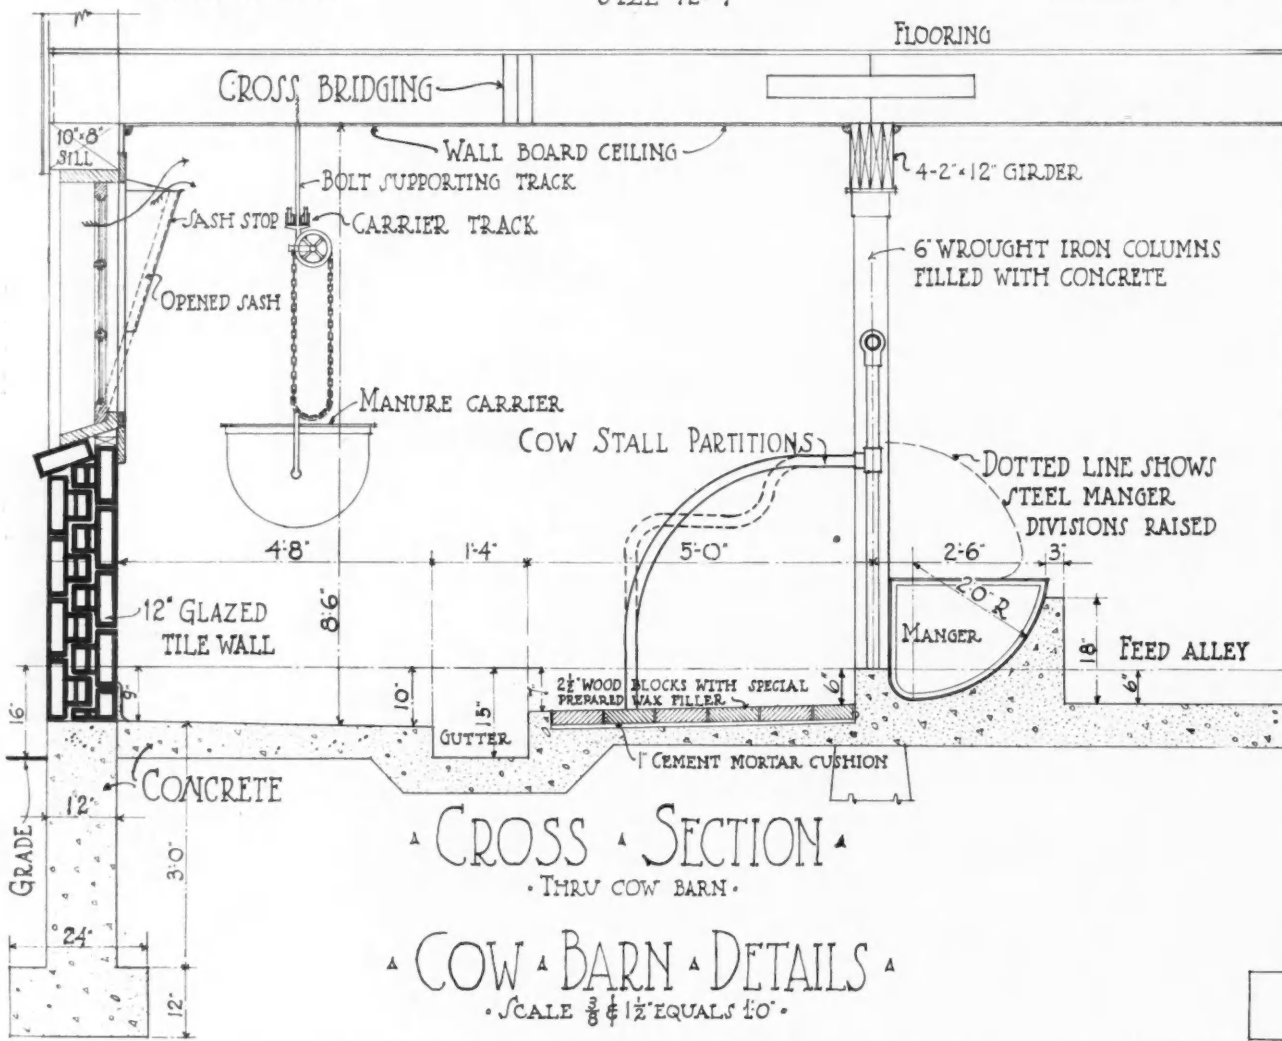 FLOORING
CROSS BRIDGING
10"x8"
SILL
WALL BOARD CEILING
BOLT SUPPORTING TRACK
4-2"x12" GIRDER
SASH STOP
CARRIER TRACK
6" WROUGHT IRON COLUMNS
FILLED WITH CONCRETE
OPENED SASH
MANURE CARRIER
COW STALL PARTITIONS
DOTTED LINE SHOWS
STEEL MANGER
DIVISIONS RAISED
4'-8"
1'-4"
5'-0"
2'-6"
3"
2'-0" R
8'-6"
12" GLAZED
TILE WALL
MANGER
18"
FEED ALLEY
16"
9"
10"
15"
7"
2½" WOOD BLOCKS WITH SPECIAL
PREPARED WAX FILLER
6"
6"
GUTTER
1" CEMENT MORTAR CUSHION
CONCRETE
12"
GRADE
3'-0"
CROSS SECTION
THRU COW BARN
24"
COW BARN DETAILS
SCALE ⅜ & 1½" EQUALS 1'-0"
12"